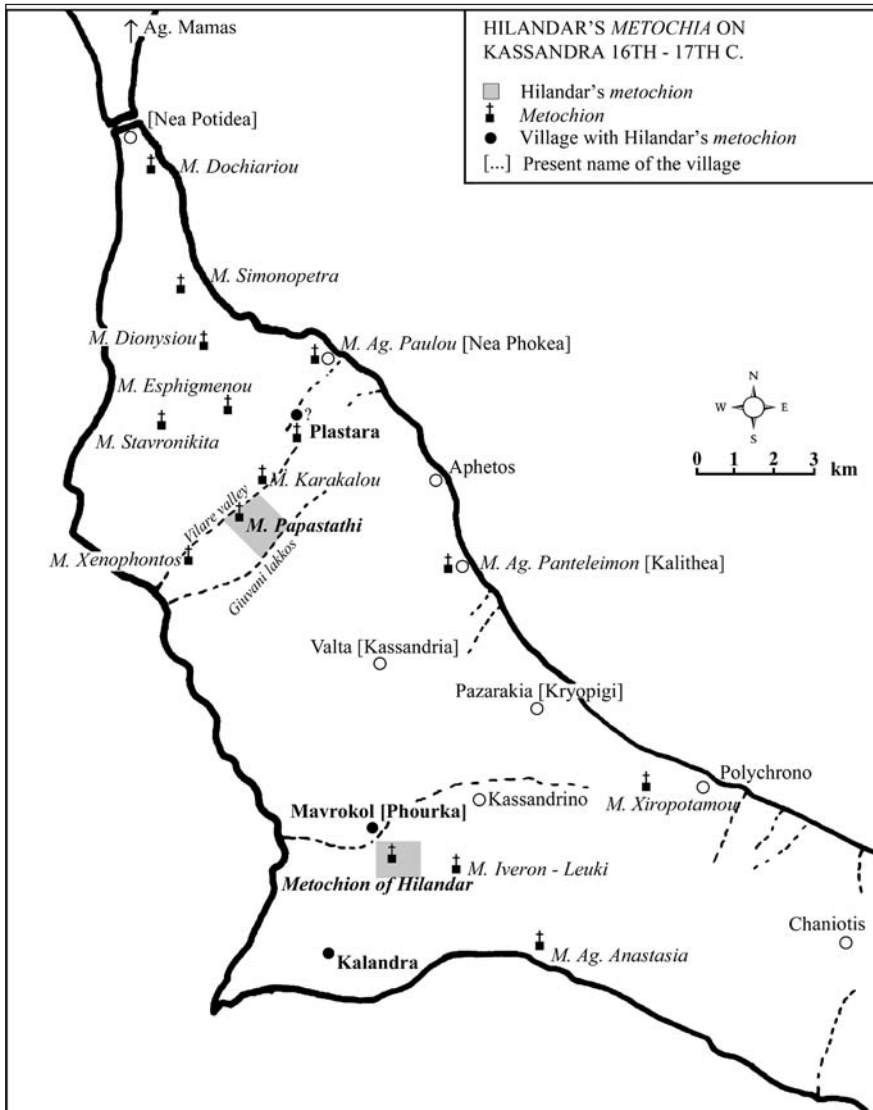 ↑ Ag. Mamas
HILANDAR'S METOCHIA ON
KASSANDRA 16TH - 17TH C.
Hilandar's metochion
Metochion
Village with Hilandar's metochion
[...] Present name of the village
[Nea Potidea]
M. Dochiariou
M. Simonopetra
M. Dionysiou
M. Ag. Paulou [Nea Phokea]
M. Esphigmenou
?
M. Stavronikita
Plastara
N
W E
S
0 1 2 3
km
Aphetos
M. Karakalou
Vilare valley
M. Papastathi
M. Xenophontos
Giuvani lakkos
M. Ag. Panteleimon [Kalithea]
Valta [Kassandria]
Pazarakia [Kryopigi]
Polychrono
Kassandrino
M. Xiropotamou
Mavrokol [Phourka]
M. Iveron - Leuki
Metochion of Hilandar
Chaniotis
Kalandra
M. Ag. Anastasia